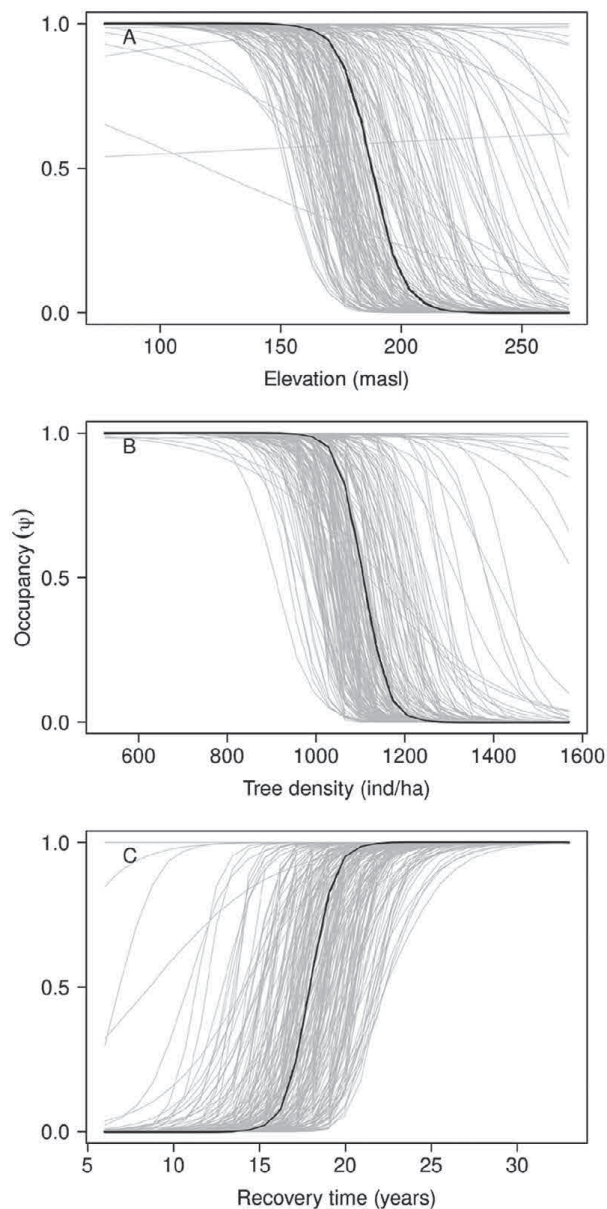 A
1.0
0.5
0.0
100 150 200 250
Elevation (masl)
B
1.0
0.5
0.0
600 800 1000 1200 1400 1600
Tree density (ind/ha)
Occupancy (ψ)
C
1.0
0.5
0.0
5 10 15 20 25 30
Recovery time (years)